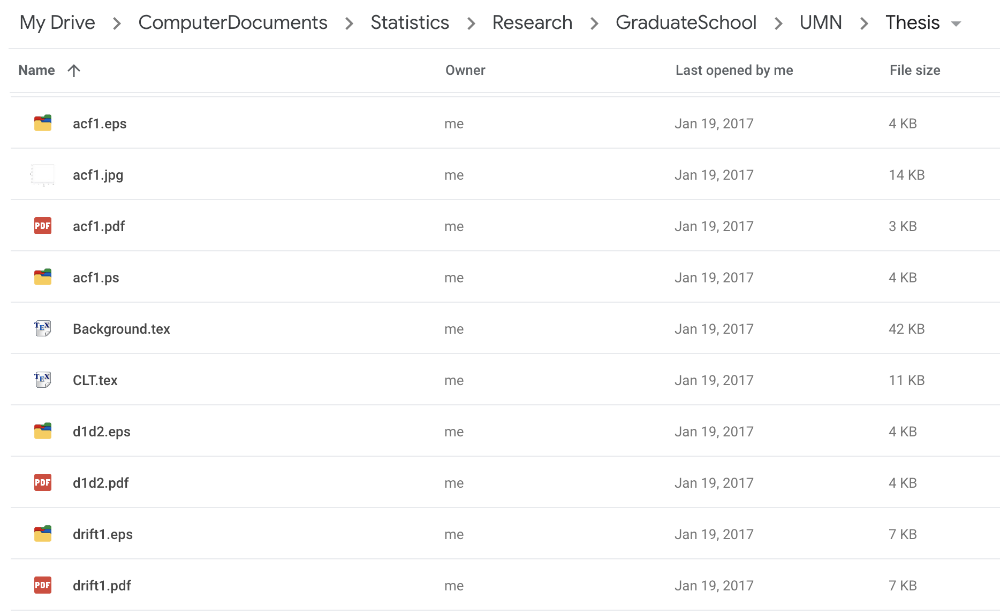 My Drive > ComputerDocuments > Statistics > Research > GraduateSchool > UMN > Thesis
Name Owner Last opened by me File size
acf1.eps me Jan 19, 2017 4 KB
acf1.jpg me Jan 19, 2017 14 KB
PDF acf1.pdf me Jan 19, 2017 3 KB
acf1.ps me Jan 19, 2017 4 KB
TEX Background.tex me Jan 19, 2017 42 KB
TEX CLT.tex me Jan 19, 2017 11 KB
d1d2.eps me Jan 19, 2017 4 KB
PDF d1d2.pdf me Jan 19, 2017 4 KB
drift1.eps me Jan 19, 2017 7 KB
PDF drift1.pdf me Jan 19, 2017 7 KB